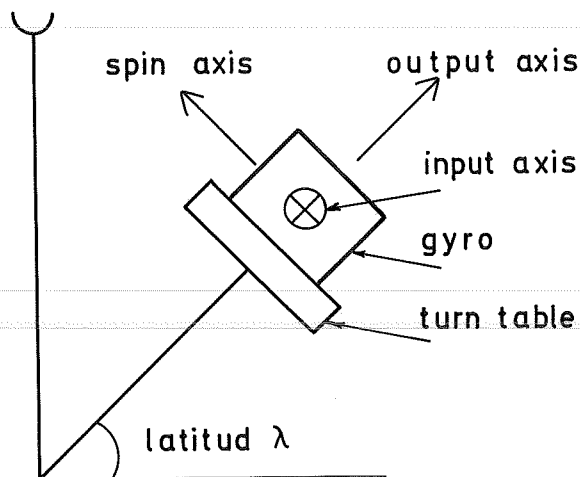 spin axis
output axis
input axis
gyro
turn table
latitud λ